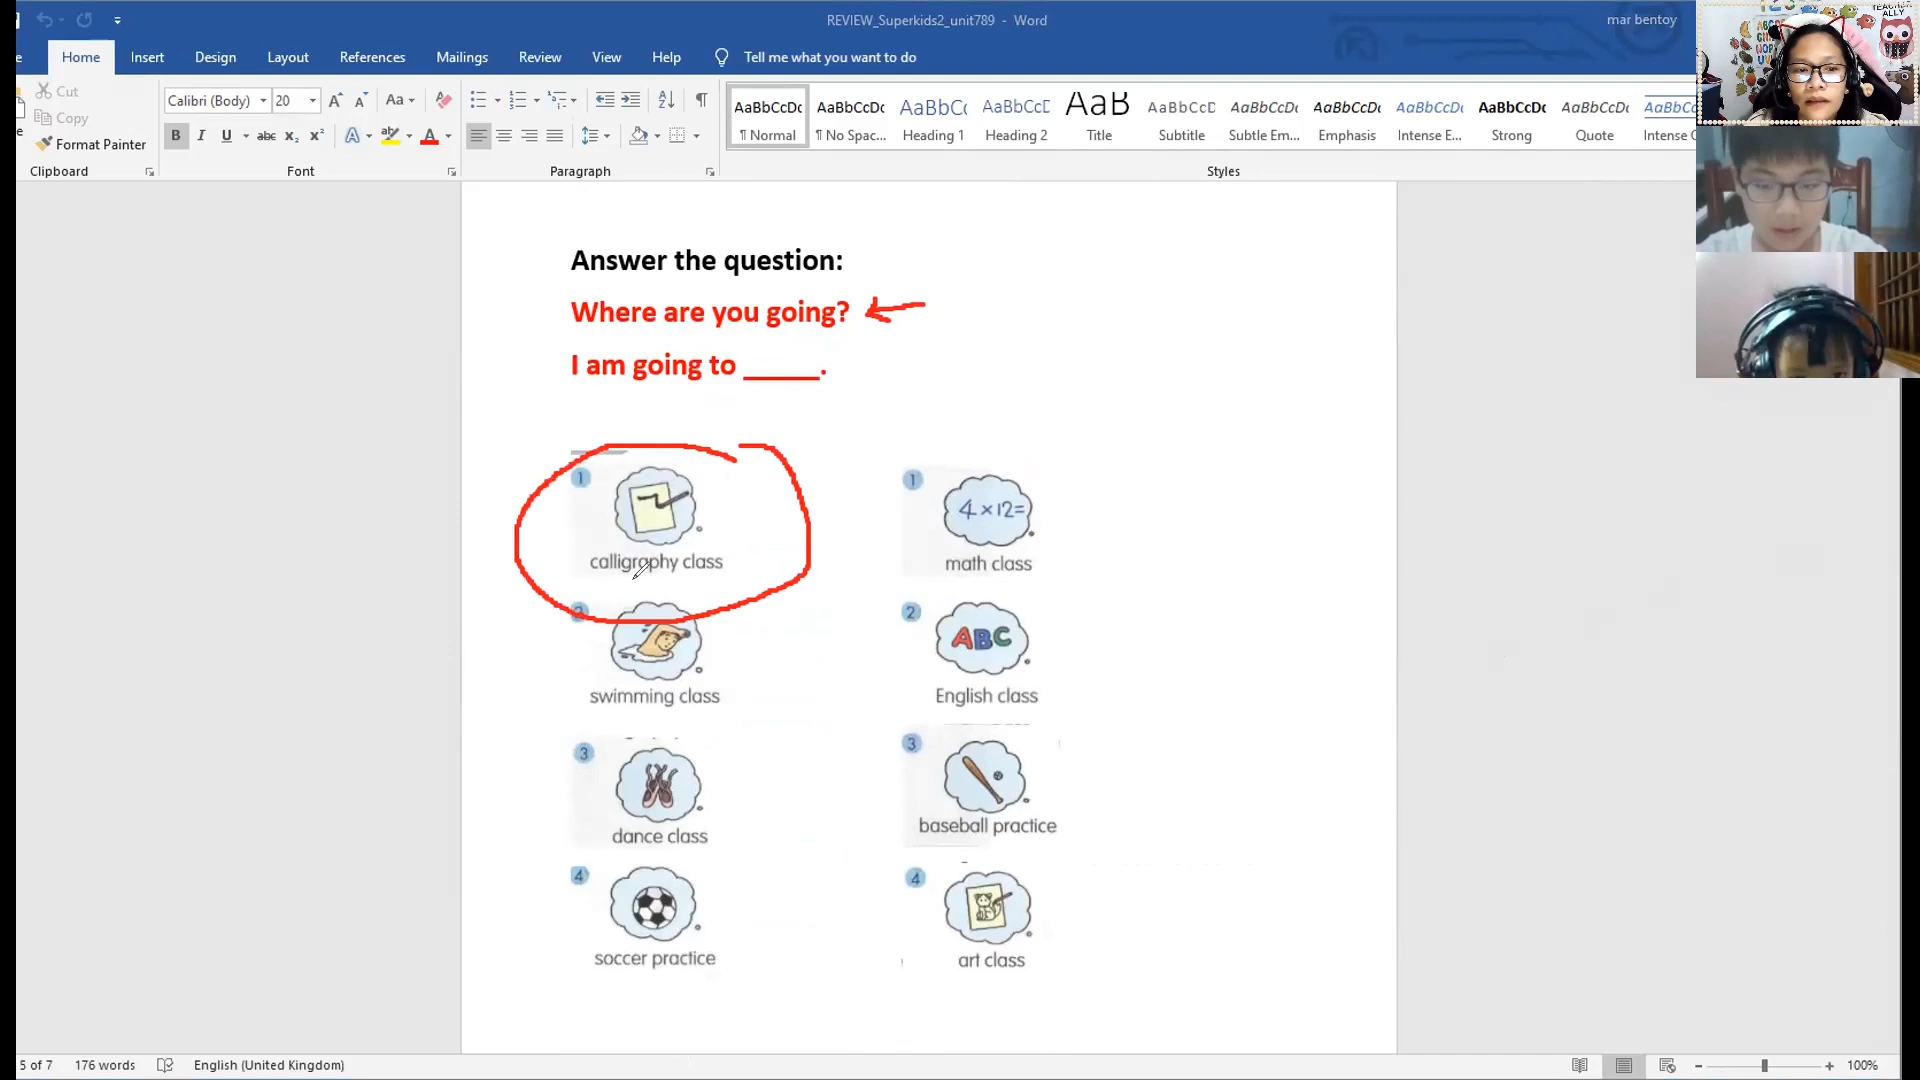 REVIEW_Superkids2_unit789 - Word
mar bentoy
Home Insert Design Layout References Mailings Review View Help Tell me what you want to do
Cut
Copy
Format Painter
Clipboard
Calibri (Body) 20
Font
Paragraph
AaBbCcDc AaBbCcDc AaBbCc AaBbCcE AaB AaBbCcD AaBbCcDc AaBbCcDc AaBbCcDc AaBbCcDc AaBbCcDc AaBbCcDc
¶ Normal ¶ No Spac... Heading 1 Heading 2 Title Subtitle Subtle Em... Emphasis Intense E... Strong Quote Intense
Styles
ALLY
Answer the question:
Where are you going?
I am going to _____.
1
calligraphy class
2
swimming class
3
dance class
4
soccer practice
1
4×12=
math class
2
ABC
English class
3
baseball practice
4
art class
5 of 7 176 words English (United Kingdom)
100%